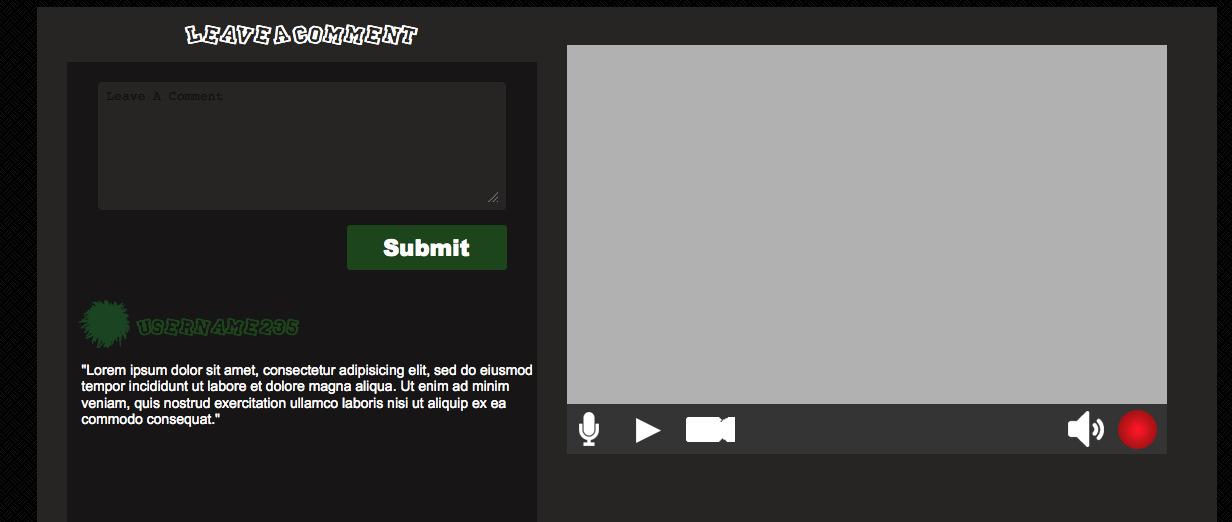 LEAVE A COMMENT
Leave A Comment
Submit
USERNAME235
"Lorem ipsum dolor sit amet, consectetur adipisicing elit, sed do eiusmod
tempor incididunt ut labore et dolore magna aliqua. Ut enim ad minim
veniam, quis nostrud exercitation ullamco laboris nisi ut aliquip ex ea
commodo consequat."